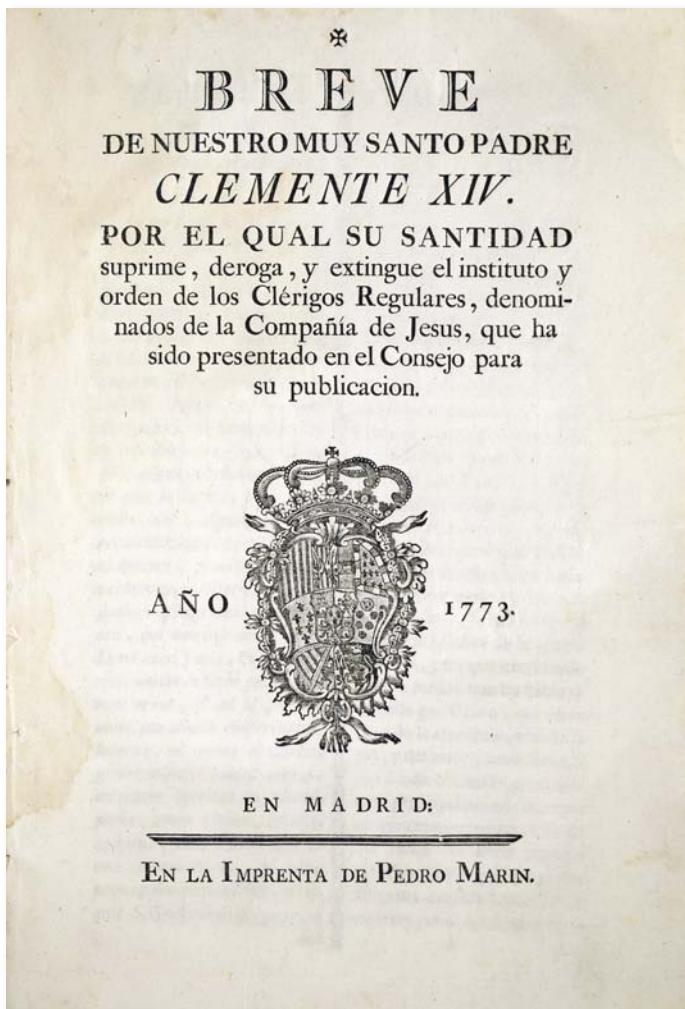 BREVE
DE NUESTRO MUY SANTO PADRE
CLEMENTE XIV.
POR EL QUAL SU SANTIDAD
suprime, deroga, y extingue el instituto y
orden de los Clérigos Regulares, denomi-
nados de la Compañía de Jesus, que ha
sido presentado en el Consejo para
su publicacion.
AÑO 1773.
EN MADRID:
EN LA IMPRENTA DE PEDRO MARIN.